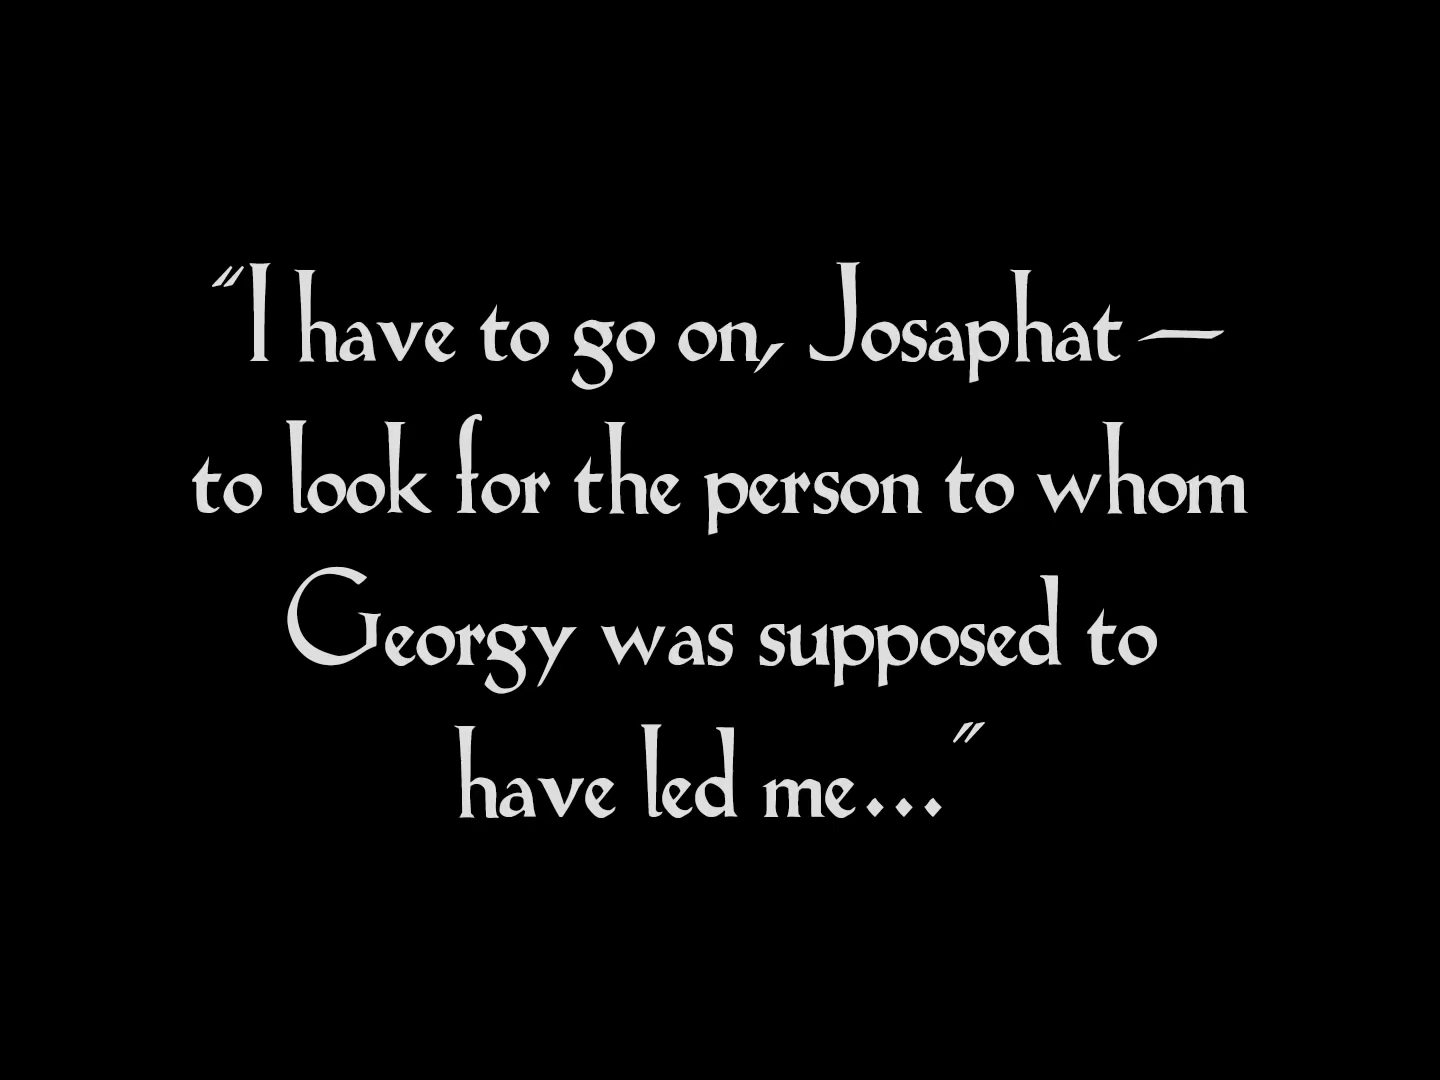 “I have to go on, Josaphat —
to look for the person to whom
Georgy was supposed to
have led me...”